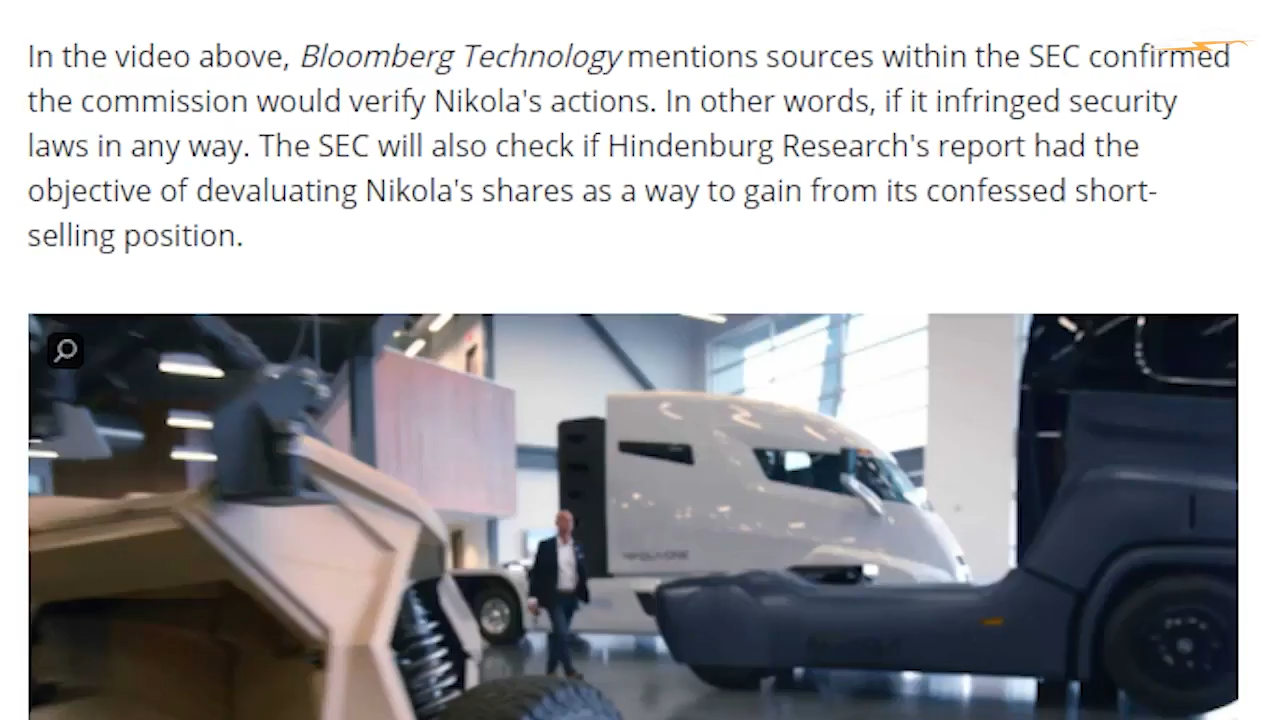 In the video above, Bloomberg Technology mentions sources within the SEC confirmed
the commission would verify Nikola's actions. In other words, if it infringed security
laws in any way. The SEC will also check if Hindenburg Research's report had the
objective of devaluating Nikola's shares as a way to gain from its confessed short-
selling position.